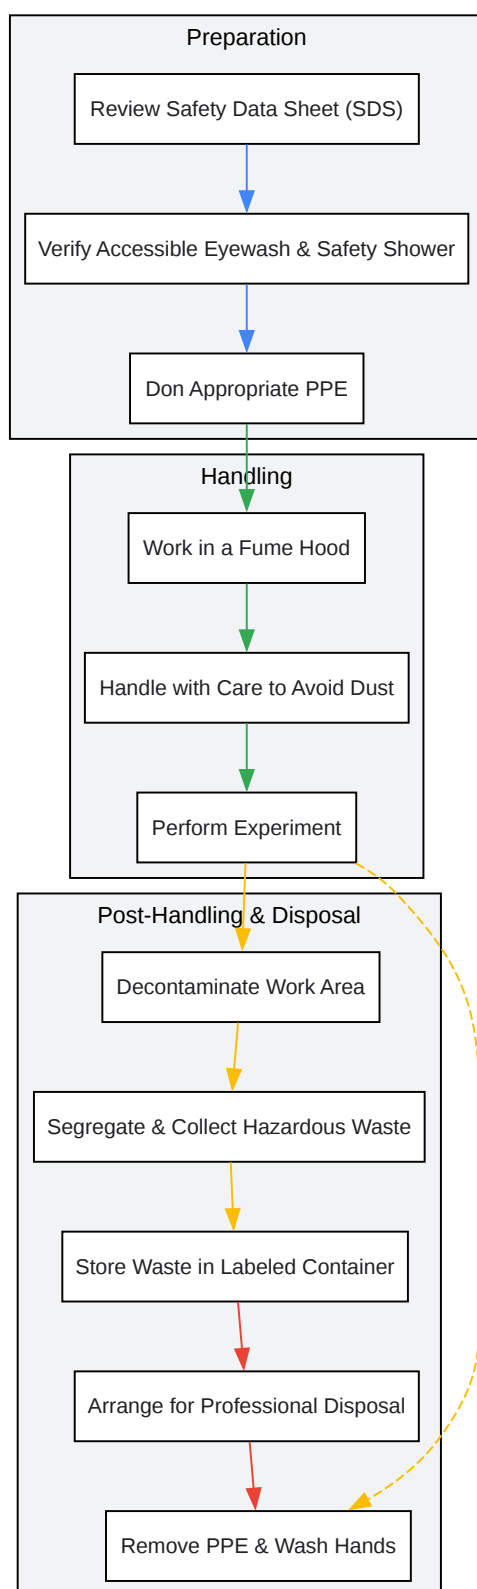 Preparation
Review Safety Data Sheet (SDS)
Verify Accessible Eyewash & Safety Shower
Don Appropriate PPE
Handling
Work in a Fume Hood
Handle with Care to Avoid Dust
Perform Experiment
Post-Handling & Disposal
Decontaminate Work Area
Segregate & Collect Hazardous Waste
Store Waste in Labeled Container
Arrange for Professional Disposal
Remove PPE & Wash Hands